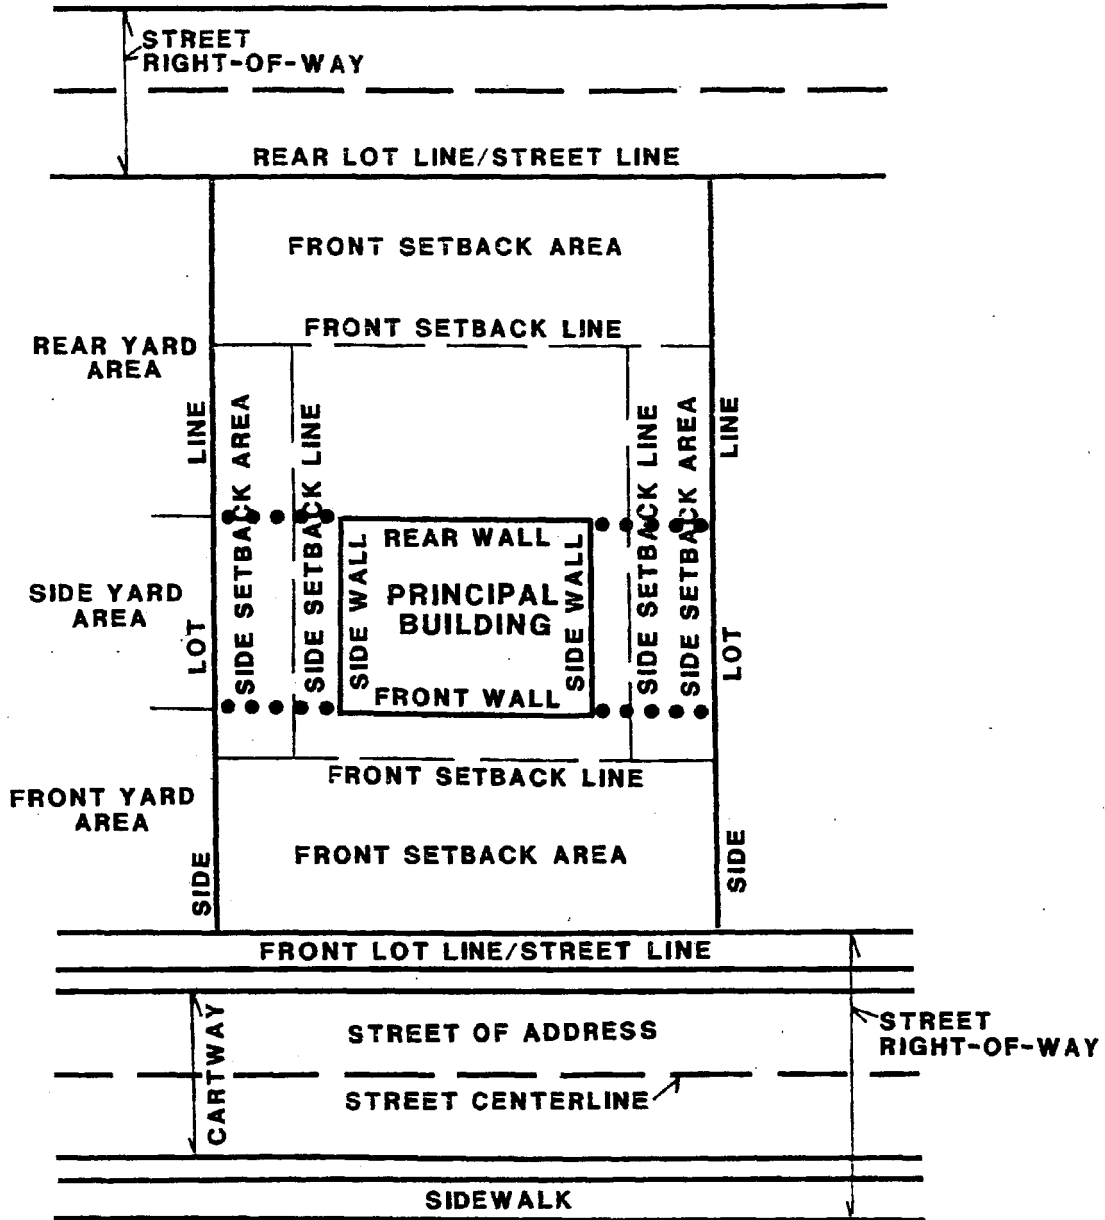 STREET
RIGHT-OF-WAY
REAR LOT LINE/STREET LINE
FRONT SETBACK AREA
FRONT SETBACK LINE
REAR YARD
AREA
SIDE LOT LINE
SIDE SETBACK AREA
SIDE SETBACK LINE
SIDE SETBACK LINE
SIDE SETBACK AREA
SIDE LOT LINE
REAR WALL
SIDE WALL
PRINCIPAL
BUILDING
SIDE WALL
FRONT WALL
SIDE YARD
AREA
FRONT SETBACK LINE
FRONT YARD
AREA
FRONT SETBACK AREA
FRONT LOT LINE/STREET LINE
CARTWAY
STREET OF ADDRESS
STREET
RIGHT-OF-WAY
STREET CENTERLINE
SIDEWALK